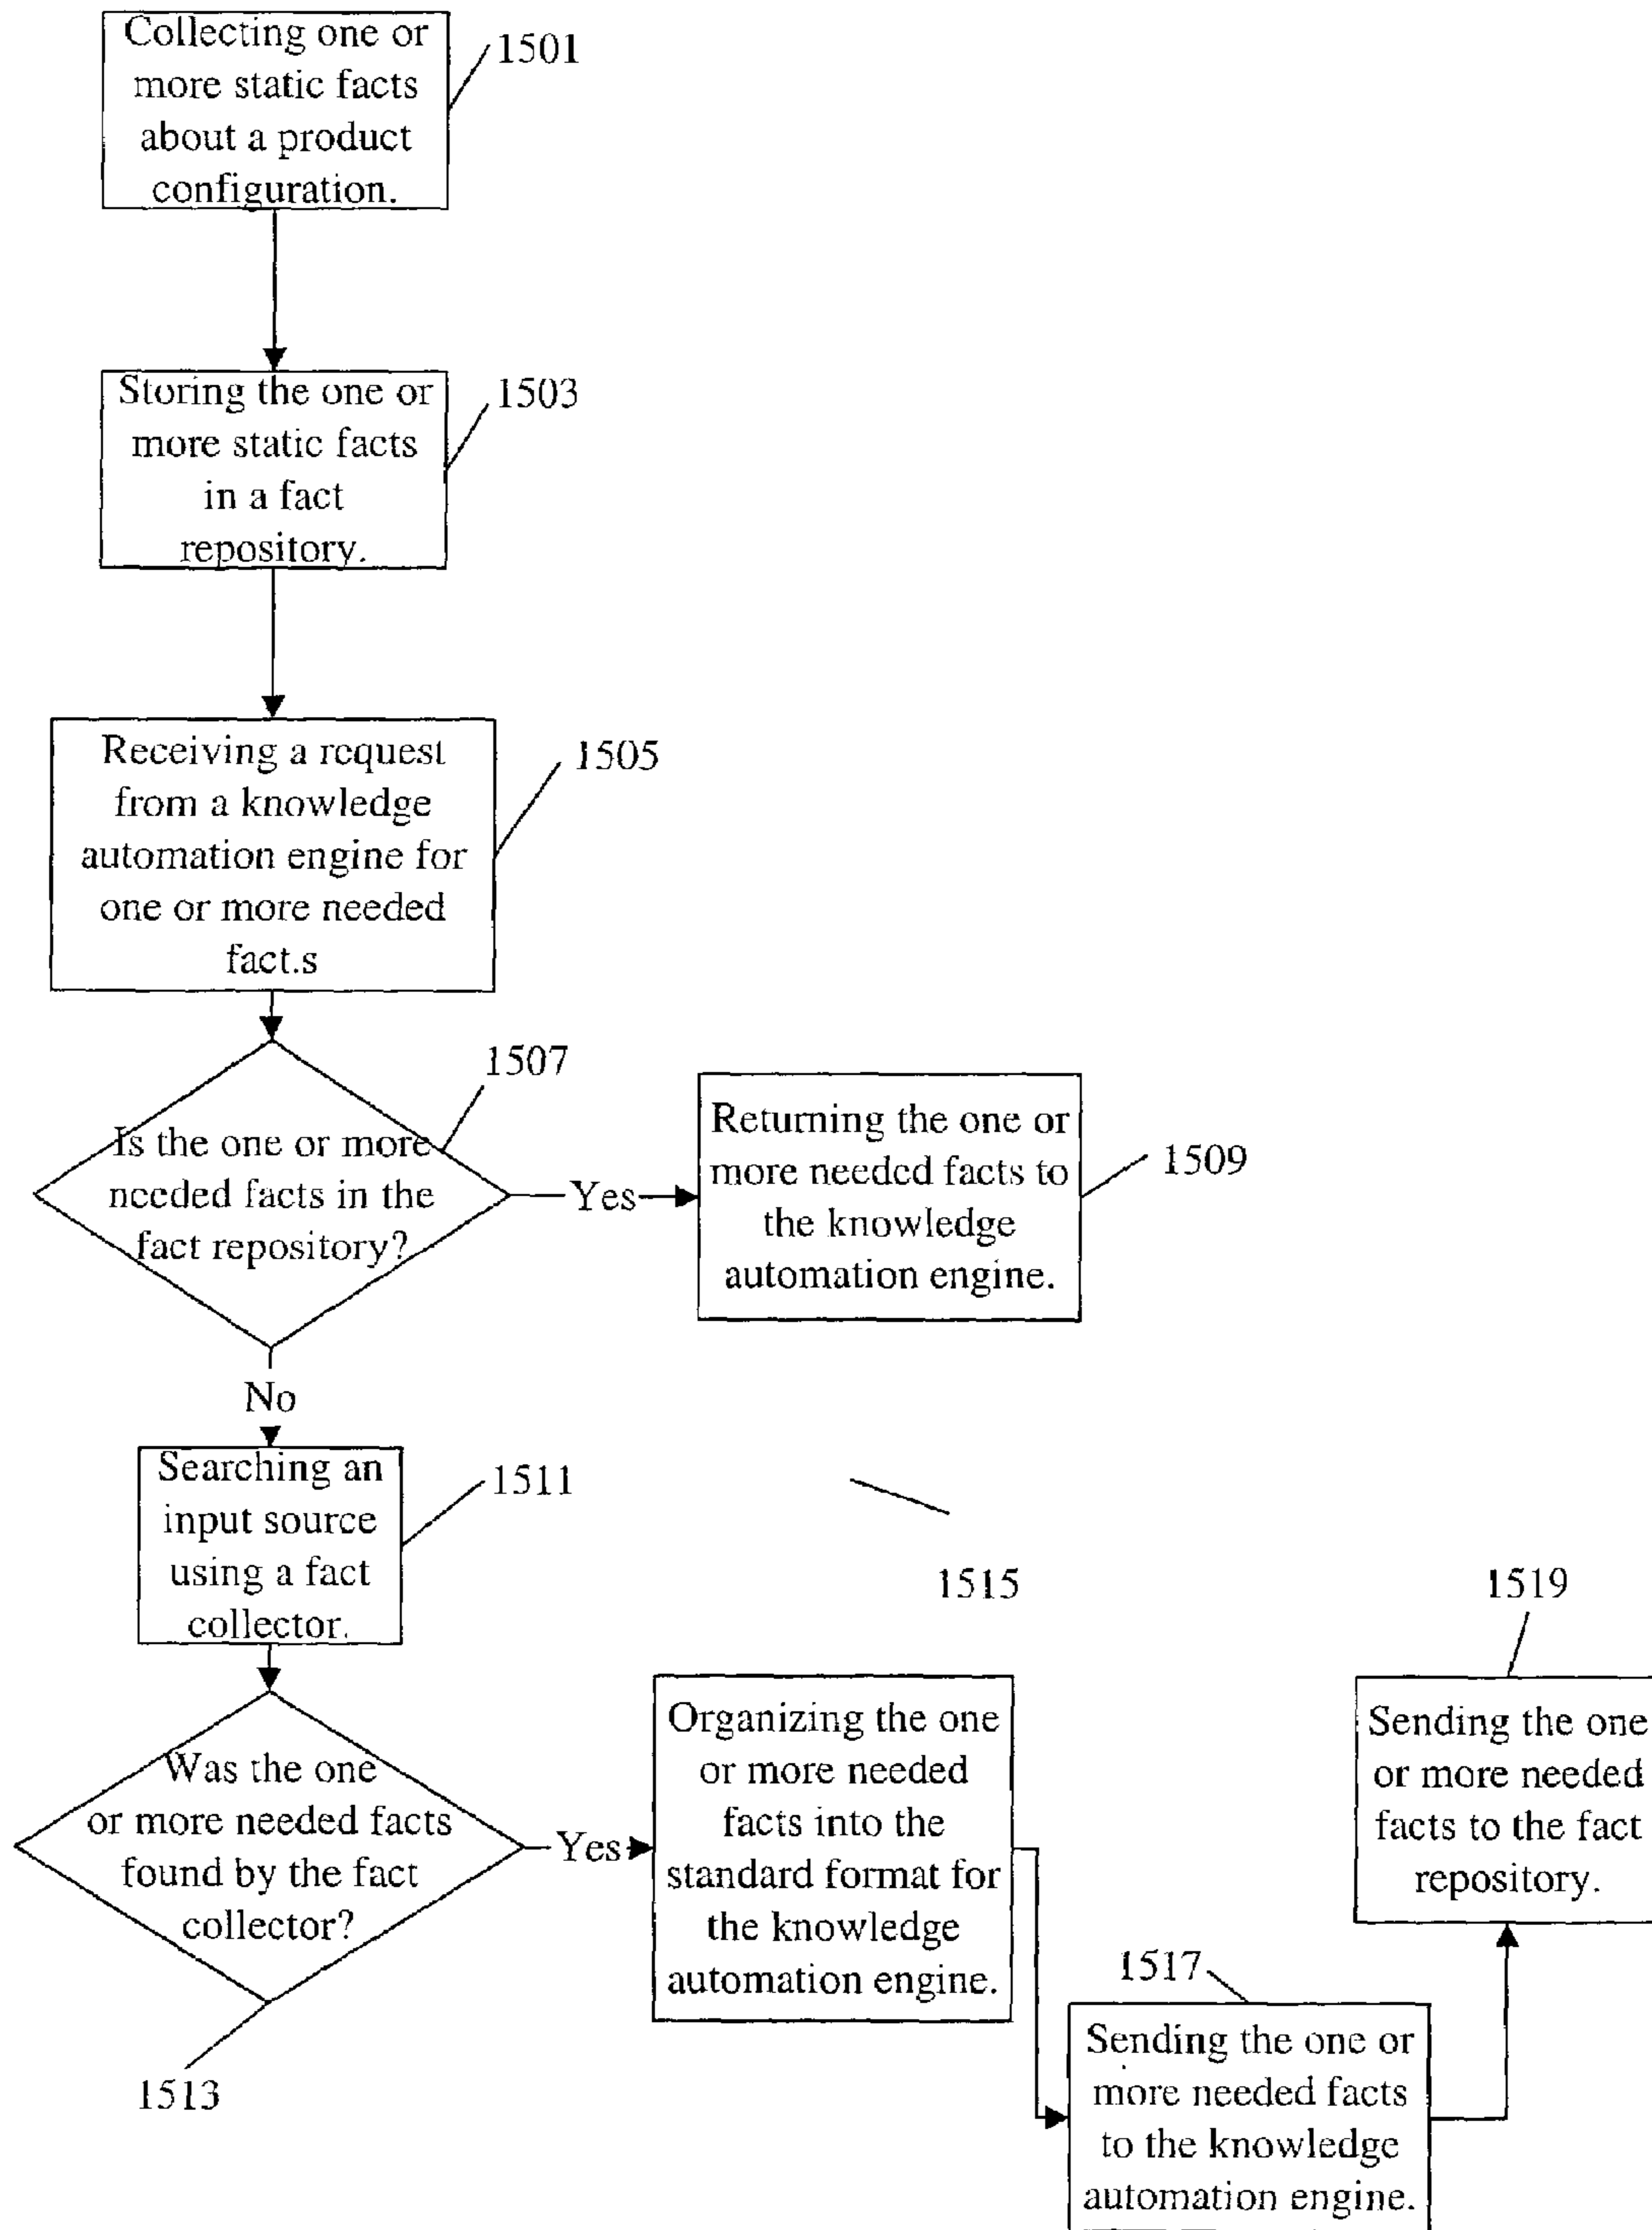 Collecting one or
more static facts
about a product
configuration.
1501
Storing the one or
more static facts
in a fact
repository.
1503
Receiving a request
from a knowledge
automation engine for
one or more needed
fact.s
1505
1507
Is the one or more
needed facts in the
fact repository?
Yes
Returning the one or
more needed facts to
the knowledge
automation engine.
1509
No
Searching an
input source
using a fact
collector.
1511
Was the one
or more needed facts
found by the fact
collector?
1513
Yes
1515
Organizing the one
or more needed
facts into the
standard format for
the knowledge
automation engine.
1517
Sending the one or
more needed facts
to the knowledge
automation engine.
1519
Sending the one
or more needed
facts to the fact
repository.